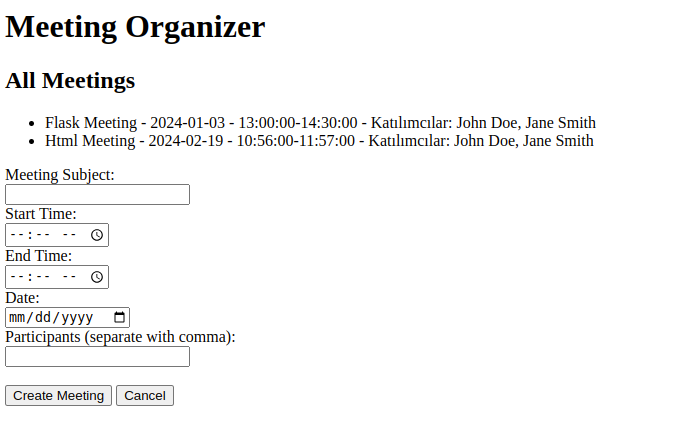 Meeting Organizer
All Meetings
Flask Meeting - 2024-01-03 - 13:00:00-14:30:00 - Katılımcılar: John Doe, Jane Smith
Html Meeting - 2024-02-19 - 10:56:00-11:57:00 - Katılımcılar: John Doe, Jane Smith
Meeting Subject:
Start Time:
--:-- --
End Time:
--:-- --
Date:
mm/dd/yyyy
Participants (separate with comma):
Create Meeting Cancel